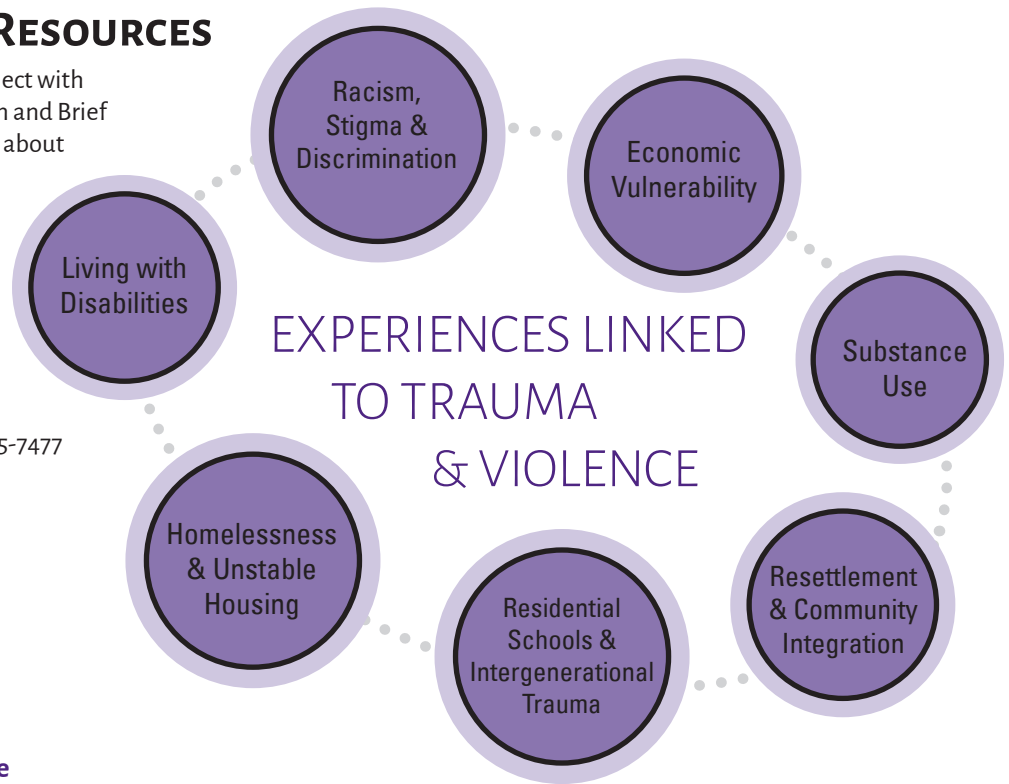 RESOURCES
ect with
and Brief
about
5-7477
e
Racism,
Stigma &
Discrimination
Economic
Vulnerability
Living with
Disabilities
Substance
Use
EXPERIENCES LINKED
TO TRAUMA
& VIOLENCE
Homelessness
& Unstable
Housing
Residential
Schools &
Intergenerational
Trauma
Resettlement
& Community
Integration